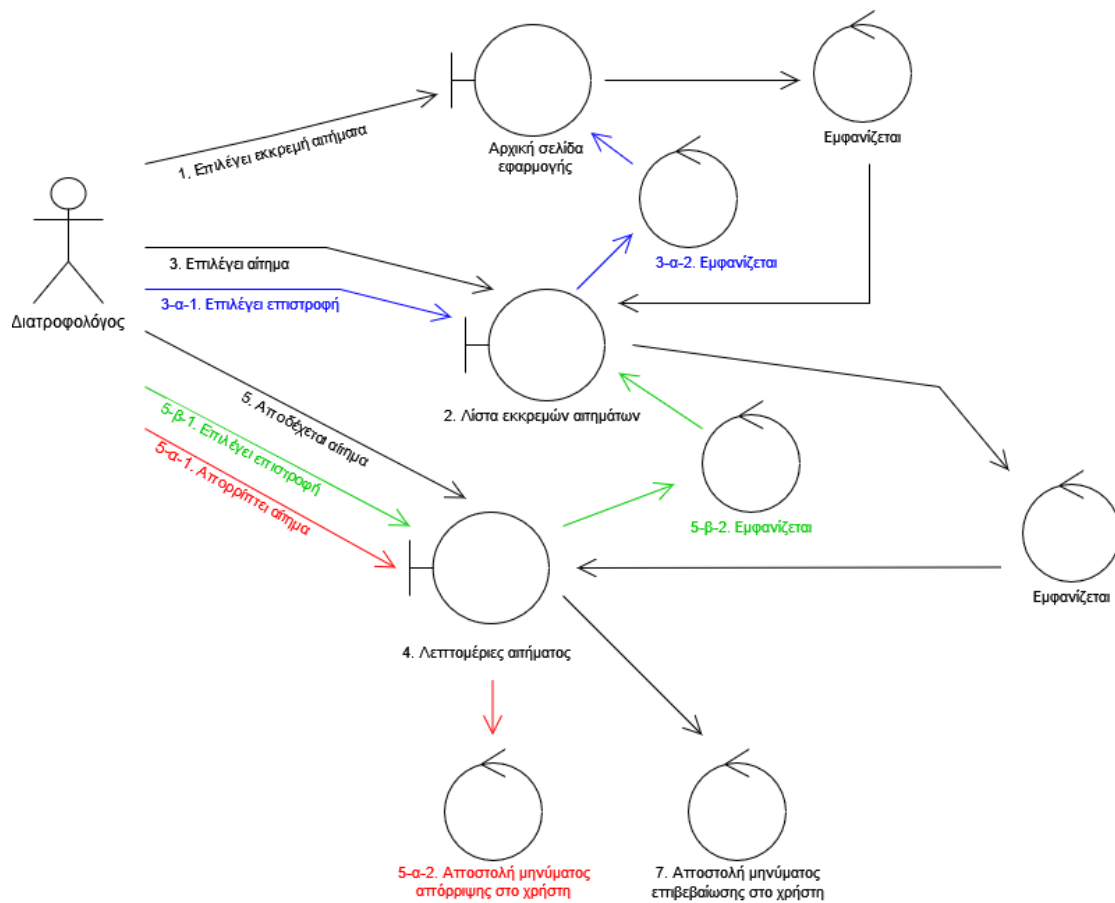 Αρχική σελίδα
εφαρμογής
Εμφανίζεται
1. Επιλέγει εκκρεμή αιτήματα
3. Επιλέγει αίτημα
3-α-2. Εμφανίζεται
3-α-1. Επιλέγει επιστροφή
Διατροφολόγος
2. Λίστα εκκρεμών αιτημάτων
5. Αποδέχεται αίτημα
5-β-1. Επιλέγει επιστροφή
5-α-1. Απορρίπτει αίτημα
5-β-2. Εμφανίζεται
Εμφανίζεται
4. Λεπτομέριες αιτήματος
5-α-2. Αποστολή μηνύματος
απόρριψης στο χρήστη
7. Αποστολή μηνύματος
επιβεβαίωσης στο χρήστη